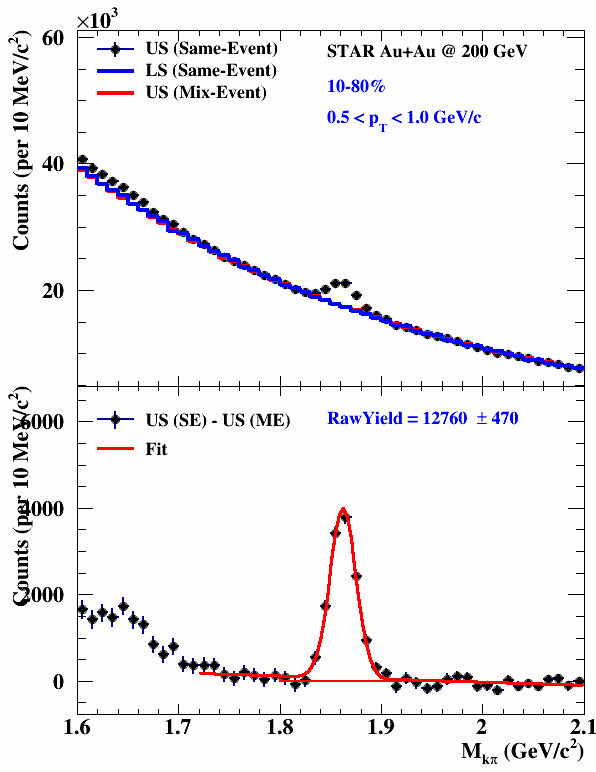 ×10³
60
40
20
Counts (per 10 MeV/c²)
US (Same-Event)
LS (Same-Event)
US (Mix-Event)
STAR Au+Au @ 200 GeV
10-80%
0.5 < p_T < 1.0 GeV/c
6000
4000
2000
0
Counts (per 10 MeV/c²)
US (SE) - US (ME)
Fit
RawYield = 12760 ± 470
1.6 1.7 1.8 1.9 2 2.1
M_kπ (GeV/c²)